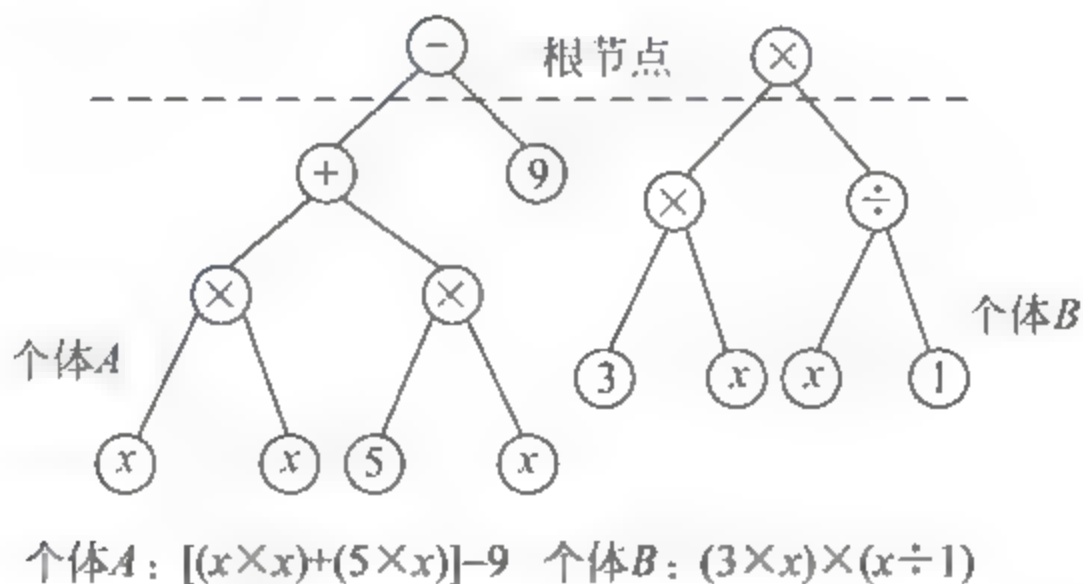 − 根节点 ×
+ 9
× ÷
× ×
个体B
个体A
3 x x 1
x x 5 x
个体A：[(x×x)+(5×x)]−9 个体B：(3×x)×(x÷1)